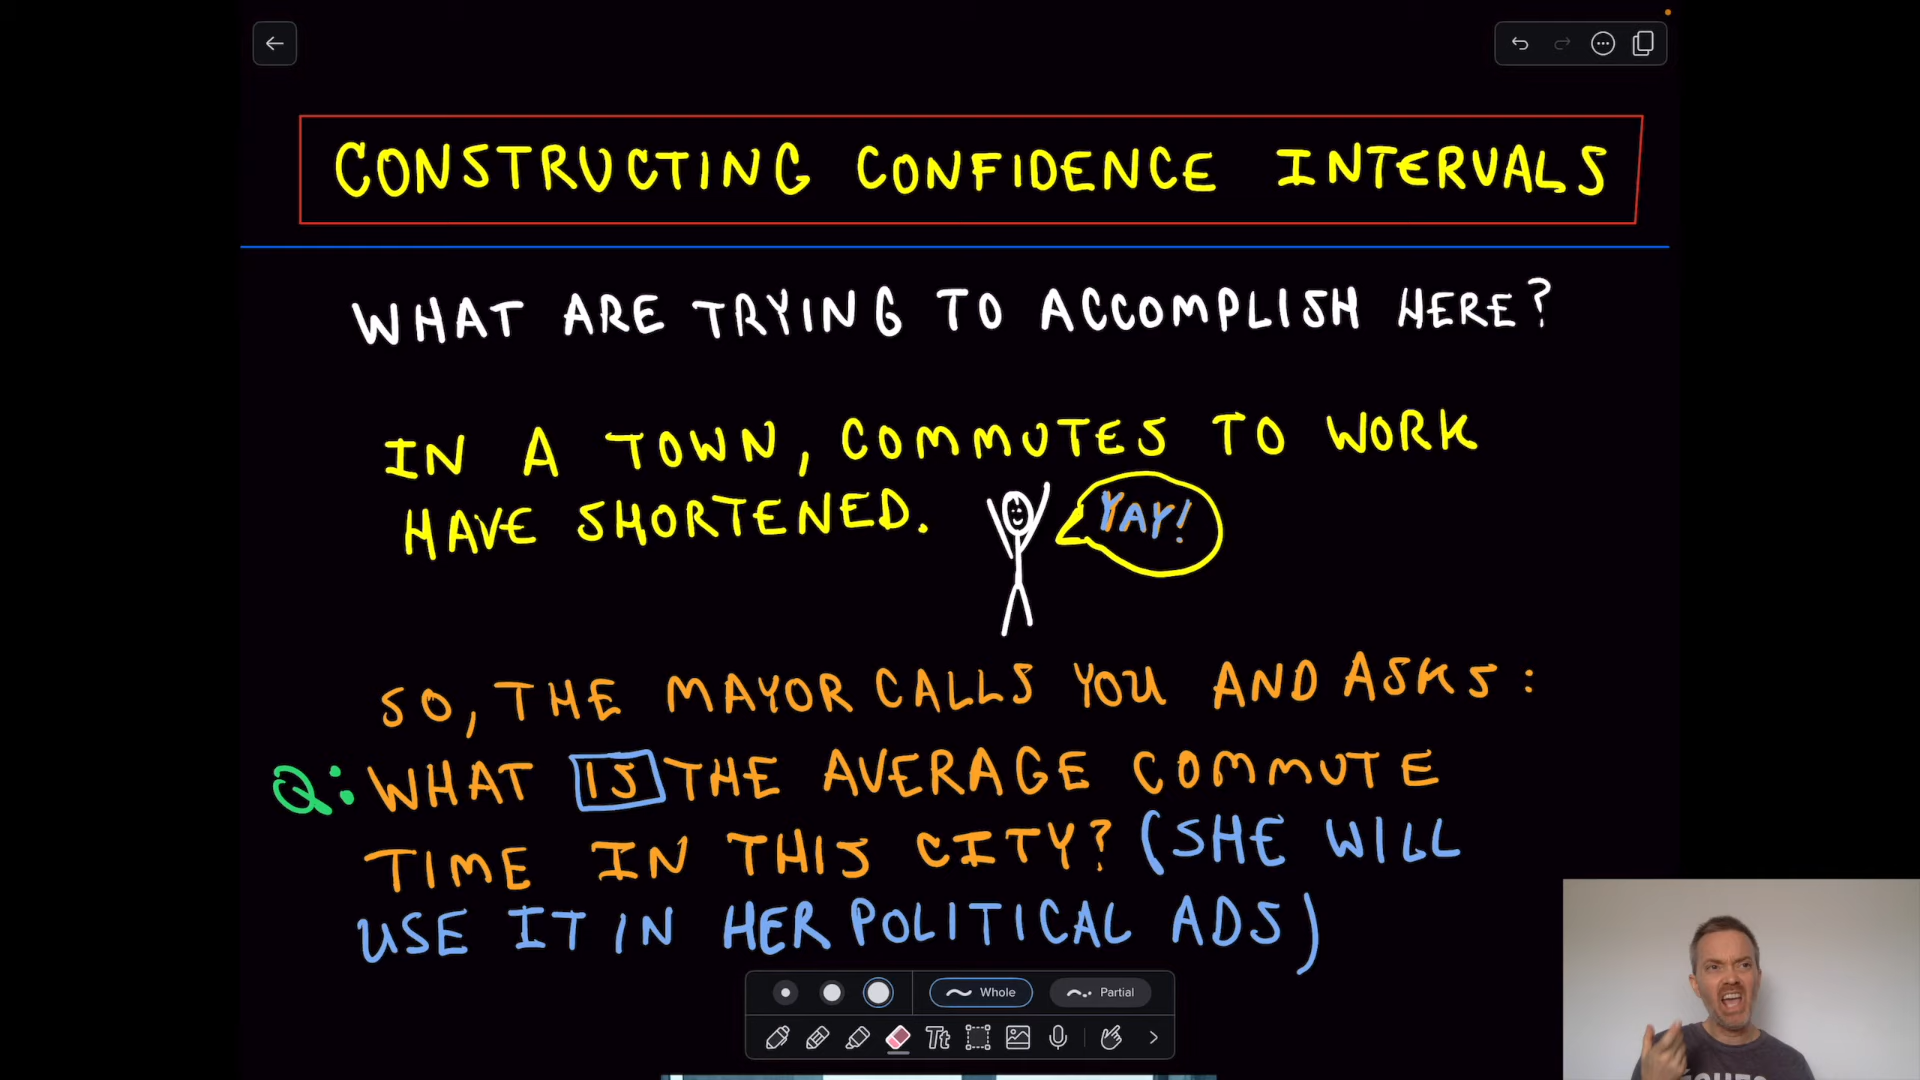 CONSTRUCTING CONFIDENCE INTERVALS
WHAT ARE TRYING TO ACCOMPLISH HERE?
IN A TOWN, COMMUTES TO WORK
HAVE SHORTENED.
YAY!
SO, THE MAYOR CALLS YOU AND ASKS:
Q: WHAT IS THE AVERAGE COMMUTE
TIME IN THIS CITY? (SHE WILL
USE IT IN HER POLITICAL ADS)
Whole
Partial
Tt